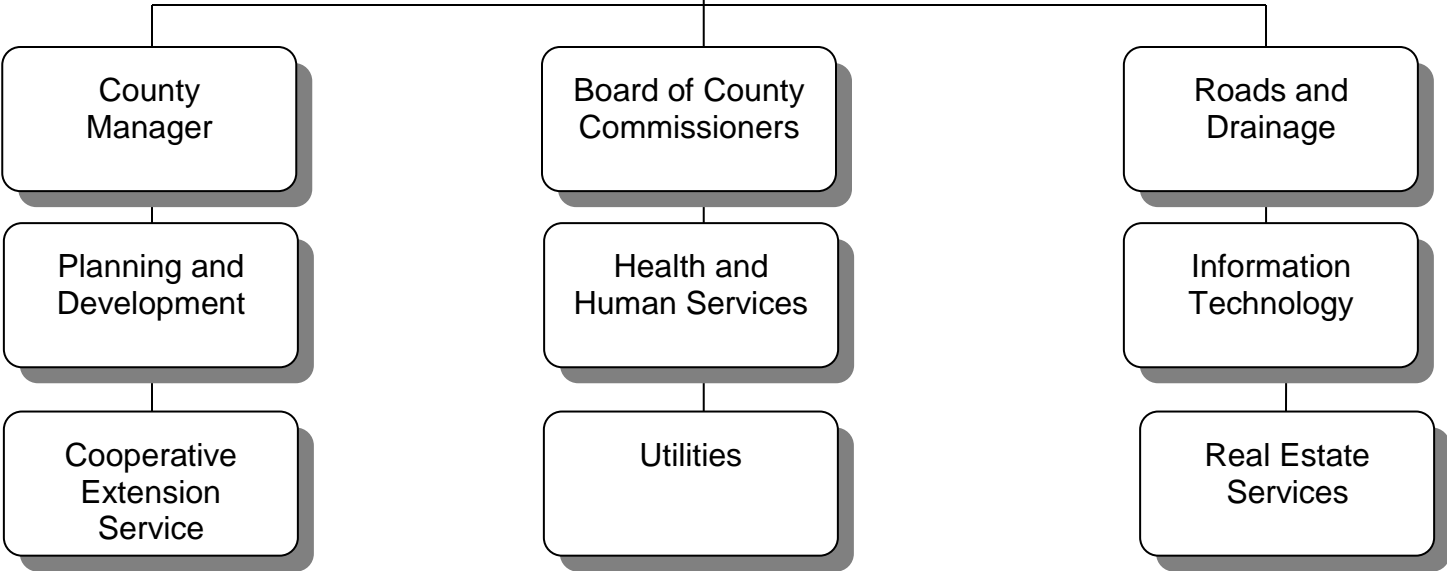 County
Manager
Board of County
Commissioners
Roads and
Drainage
Planning and
Development
Health and
Human Services
Information
Technology
Cooperative
Extension
Service
Utilities
Real Estate
Services